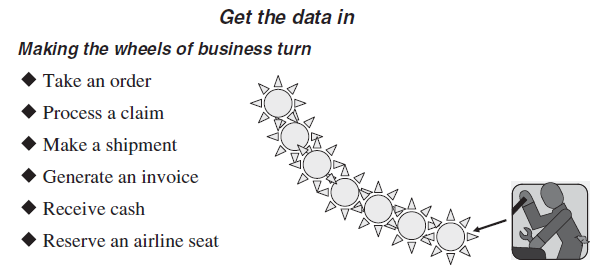 Get the data in
Making the wheels of business turn
◆ Take an order
◆ Process a claim
◆ Make a shipment
◆ Generate an invoice
◆ Receive cash
◆ Reserve an airline seat